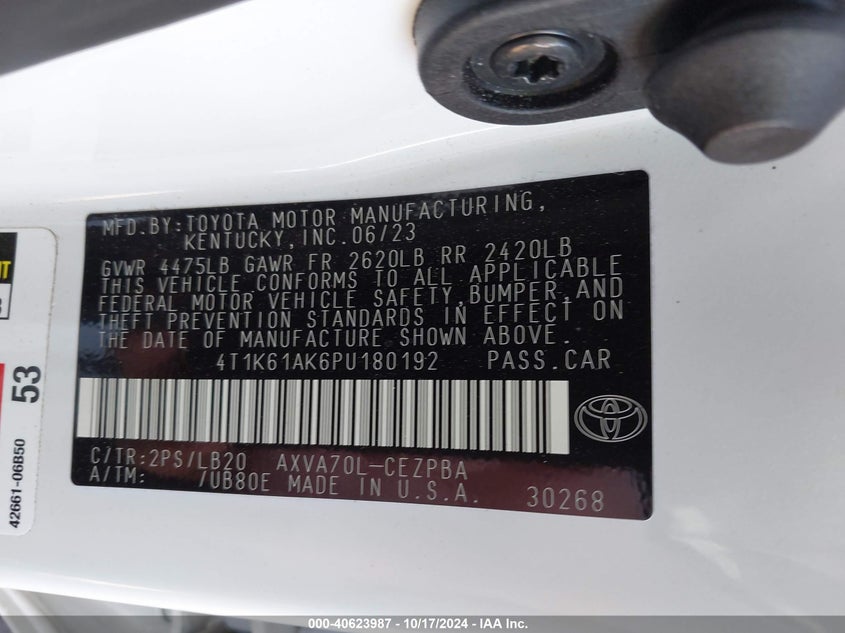 MFD.BY:TOYOTA MOTOR MANUFACTURING,
KENTUCKY,INC.06/23
GVWR 4475LB GAWR FR 2620LB RR 2420LB
THIS VEHICLE CONFORMS TO ALL APPLICABLE
FEDERAL MOTOR VEHICLE SAFETY,BUMPER,AND
THEFT PREVENTION STANDARDS IN EFFECT ON
THE DATE OF MANUFACTURE SHOWN ABOVE.
4T1K61AK6PU180192 PASS.CAR
C/TR:2PS/LB20 AXVA70L-CEZPBA
A/TM: /UB80E MADE IN U.S.A. 30268
53
42661-06B50
000-40623987 - 10/17/2024 - IAA Inc.